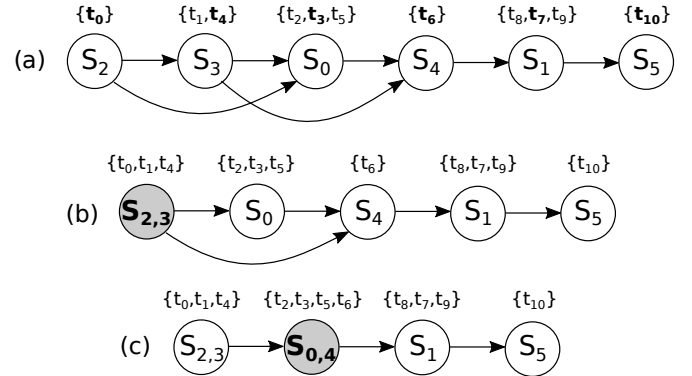 {t₀} {t₁,t₄} {t₂,t₃,t₅} {t₆} {t₈,t₇,t₉} {t₁₀}
(a) S₂ S₃ S₀ S₄ S₁ S₅
{t₀,t₁,t₄} {t₂,t₃,t₅} {t₆} {t₈,t₇,t₉} {t₁₀}
(b) S₂,₃ S₀ S₄ S₁ S₅
{t₀,t₁,t₄} {t₂,t₃,t₅,t₆} {t₈,t₇,t₉} {t₁₀}
(c) S₂,₃ S₀,₄ S₁ S₅